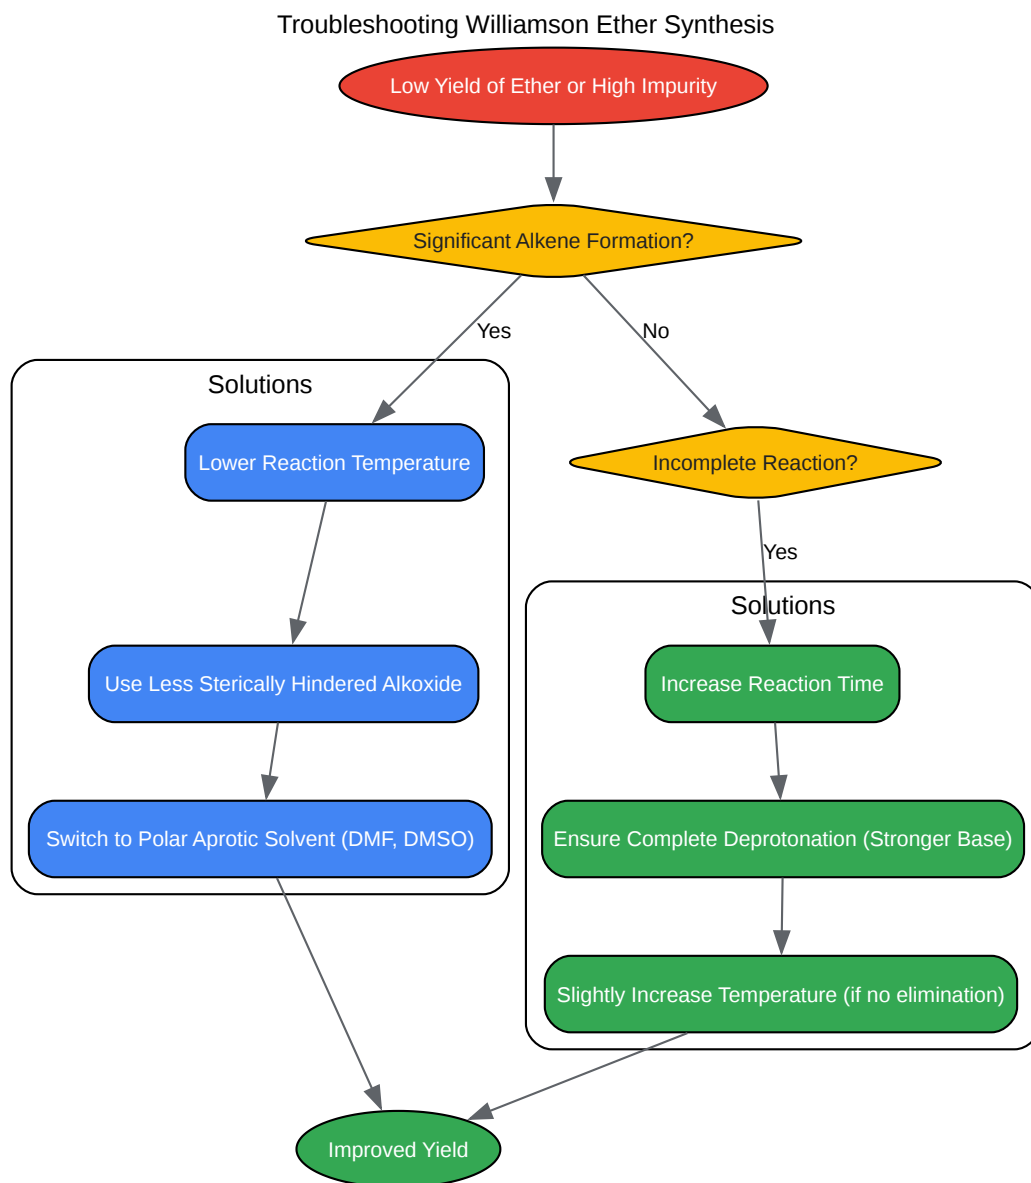 Troubleshooting Williamson Ether Synthesis
Low Yield of Ether or High Impurity
Significant Alkene Formation?
Yes
No
Solutions
Lower Reaction Temperature
Use Less Sterically Hindered Alkoxide
Switch to Polar Aprotic Solvent (DMF, DMSO)
Incomplete Reaction?
Yes
Solutions
Increase Reaction Time
Ensure Complete Deprotonation (Stronger Base)
Slightly Increase Temperature (if no elimination)
Improved Yield